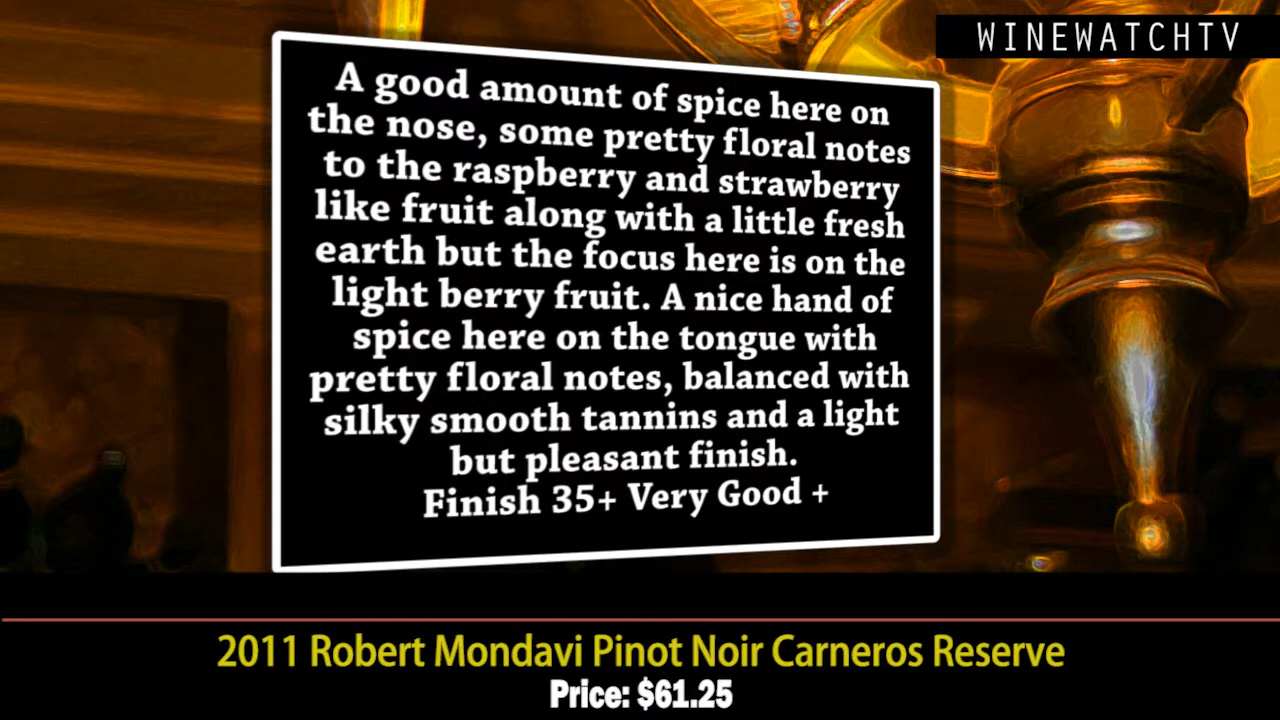 WINEWATCHTV
A good amount of spice here on
the nose, some pretty floral notes
to the raspberry and strawberry
like fruit along with a little fresh
earth but the focus here is on the
light berry fruit. A nice hand of
spice here on the tongue with
pretty floral notes, balanced with
silky smooth tannins and a light
but pleasant finish.
Finish 35+ Very Good +
2011 Robert Mondavi Pinot Noir Carneros Reserve
Price: $61.25